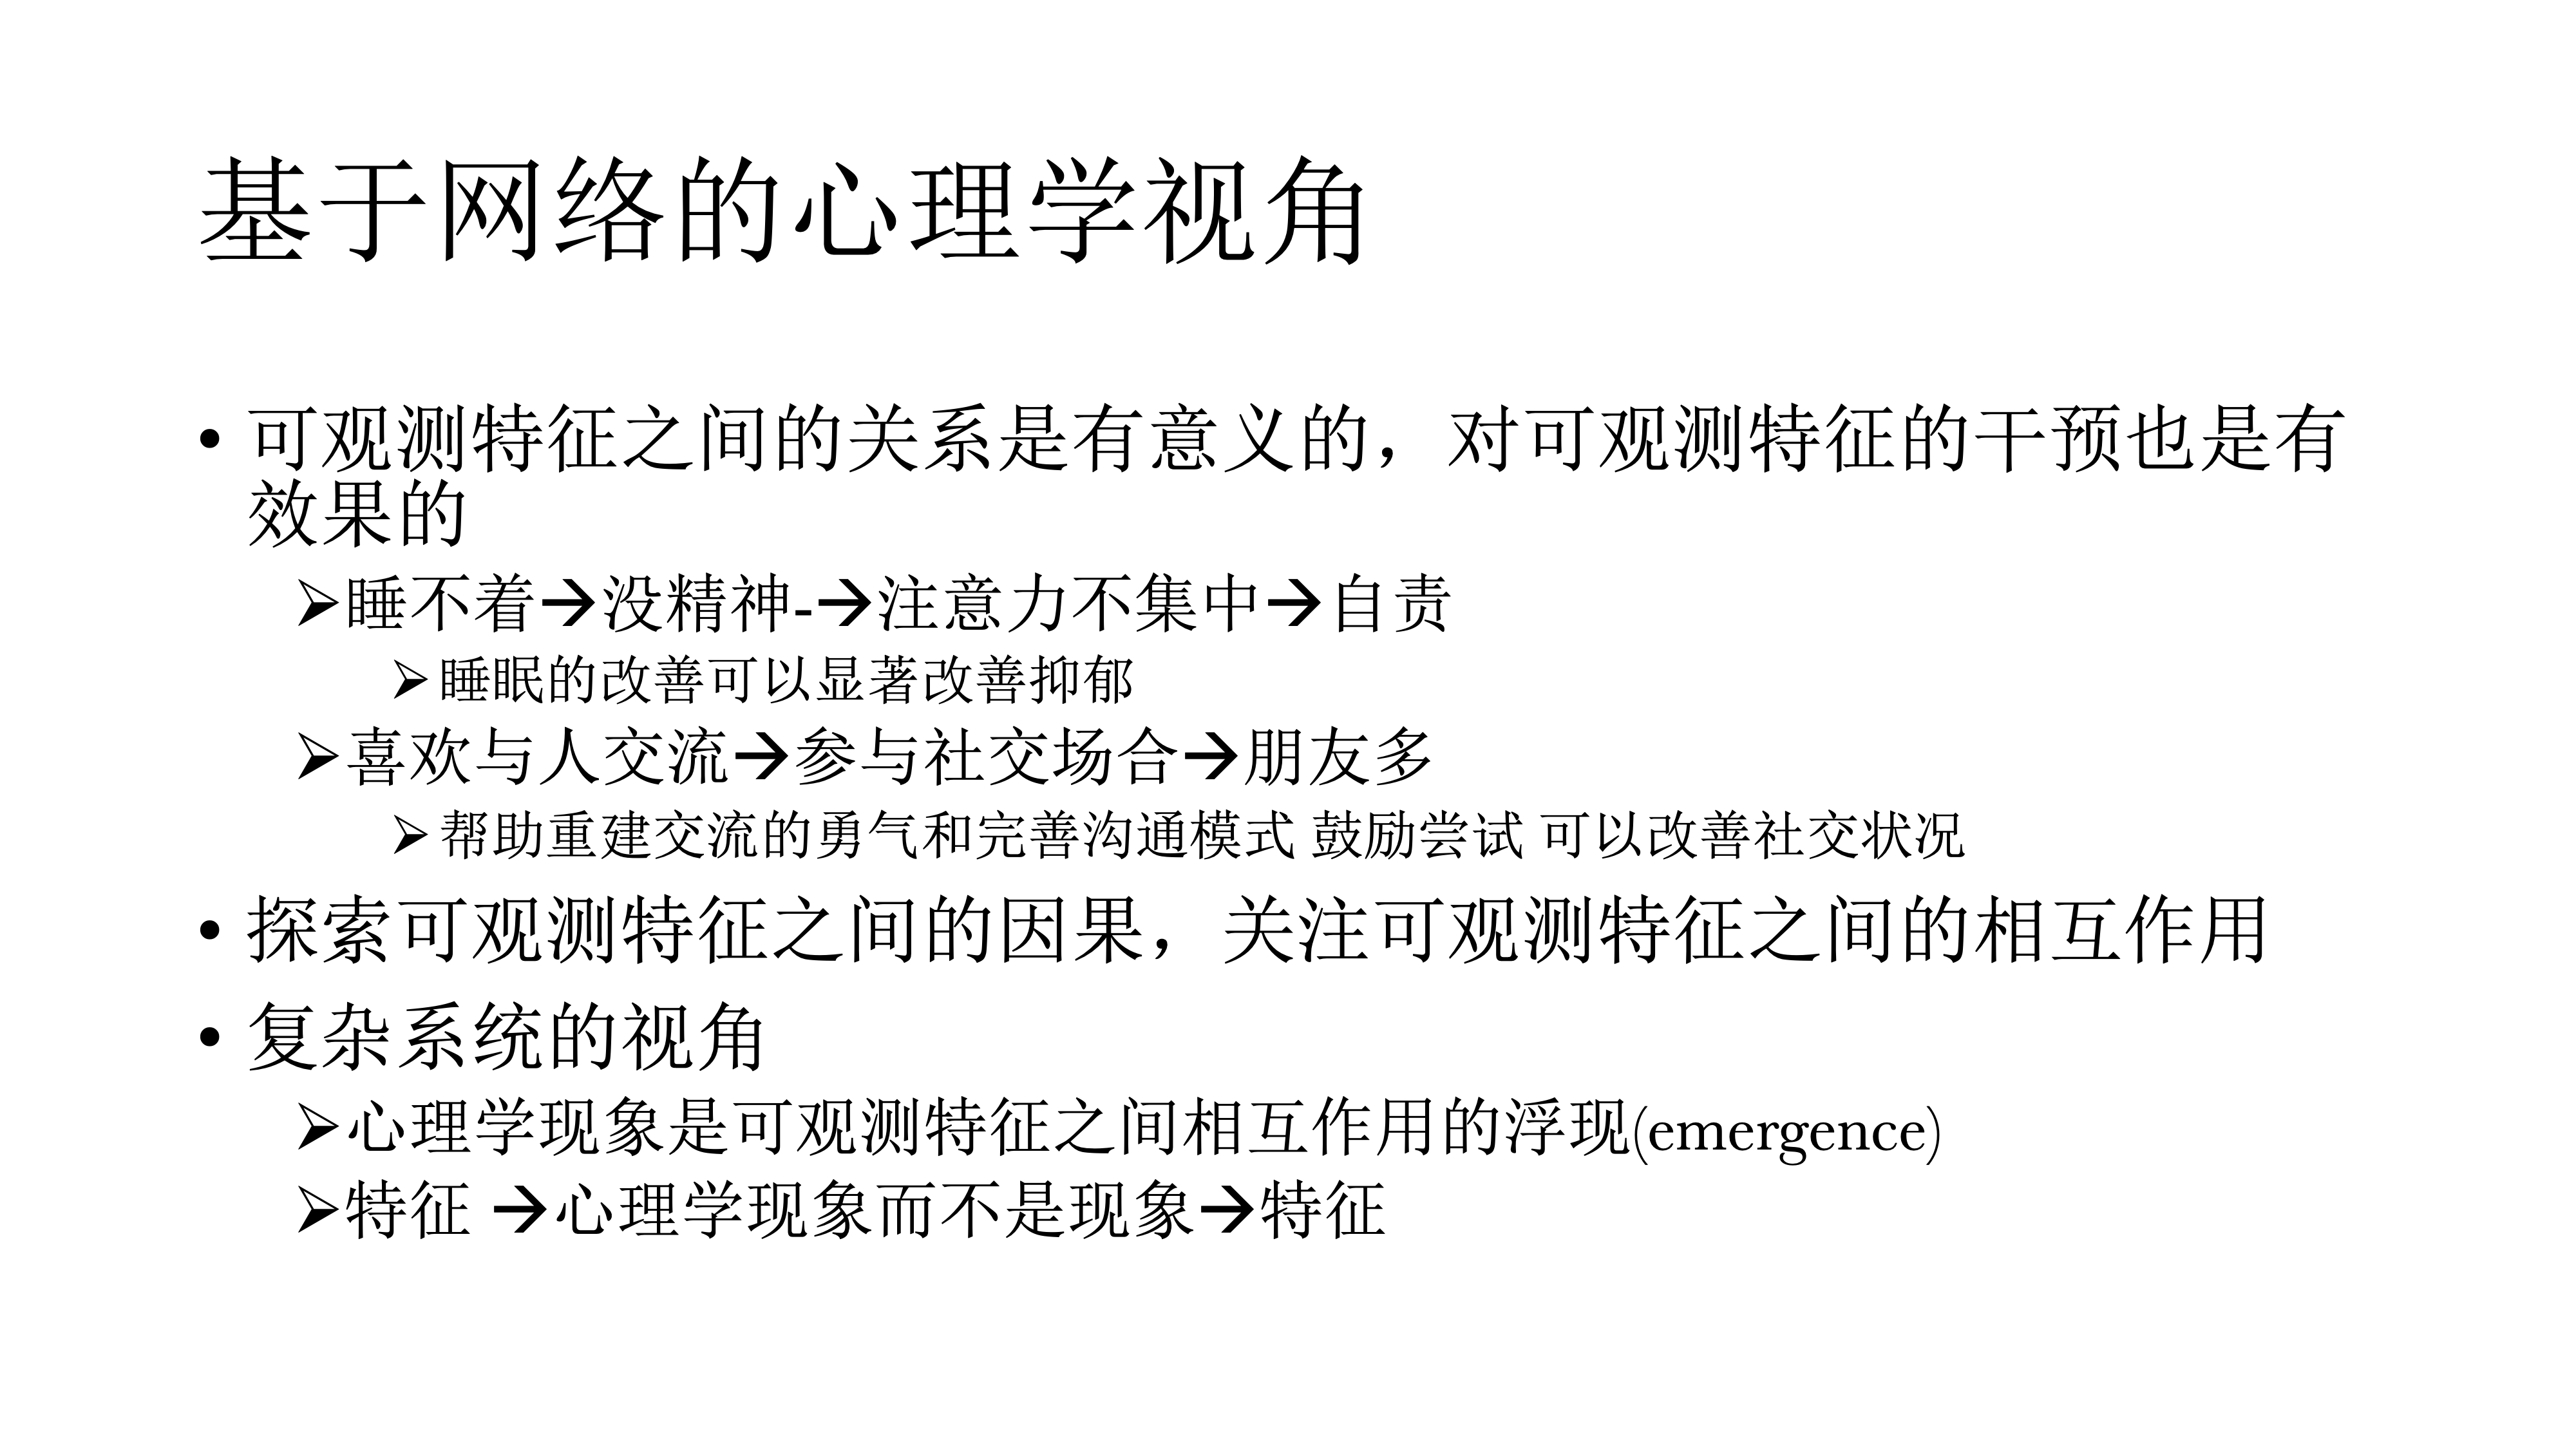 基于网络的心理学视角
• 可观测特征之间的关系是有意义的，对可观测特征的干预也是有
效果的
➢睡不着→没精神-→注意力不集中→自责
➢睡眠的改善可以显著改善抑郁
➢喜欢与人交流→参与社交场合→朋友多
➢帮助重建交流的勇气和完善沟通模式 鼓励尝试 可以改善社交状况
• 探索可观测特征之间的因果，关注可观测特征之间的相互作用
• 复杂系统的视角
➢心理学现象是可观测特征之间相互作用的浮现(emergence)
➢特征 →心理学现象而不是现象→特征